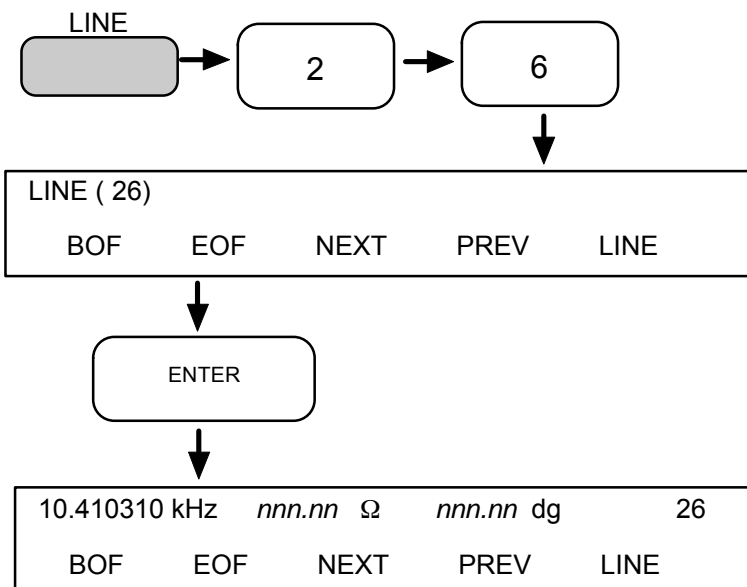 LINE
2
6
LINE ( 26)
BOF EOF NEXT PREV LINE
ENTER
10.410310 kHz nnn.nn Ω nnn.nn dg 26
BOF EOF NEXT PREV LINE